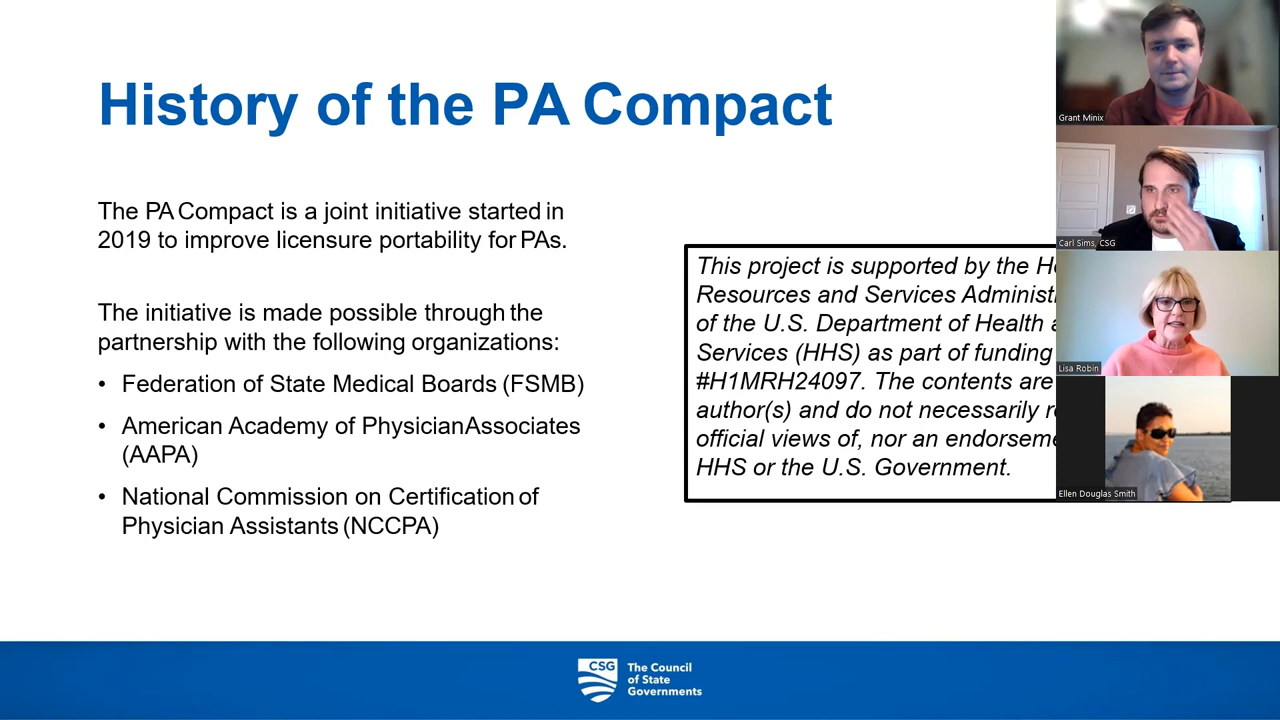 History of the PA Compact
The PA Compact is a joint initiative started in
2019 to improve licensure portability for PAs.
The initiative is made possible through the
partnership with the following organizations:
• Federation of State Medical Boards (FSMB)
• American Academy of PhysicianAssociates
(AAPA)
• National Commission on Certification of
Physician Assistants (NCCPA)
This project is supported by the
Resources and Services
of the U.S. Department of Health
Services (HHS) as part of funding
#H1MRH24097. The contents are
author(s) and do not necessarily
official views of, nor an
HHS or the U.S. Government.
Grant Minix
Carl Sims, CSG
Lisa Robin
Ellen Douglas Smith
CSG
The Council
of State
Governments